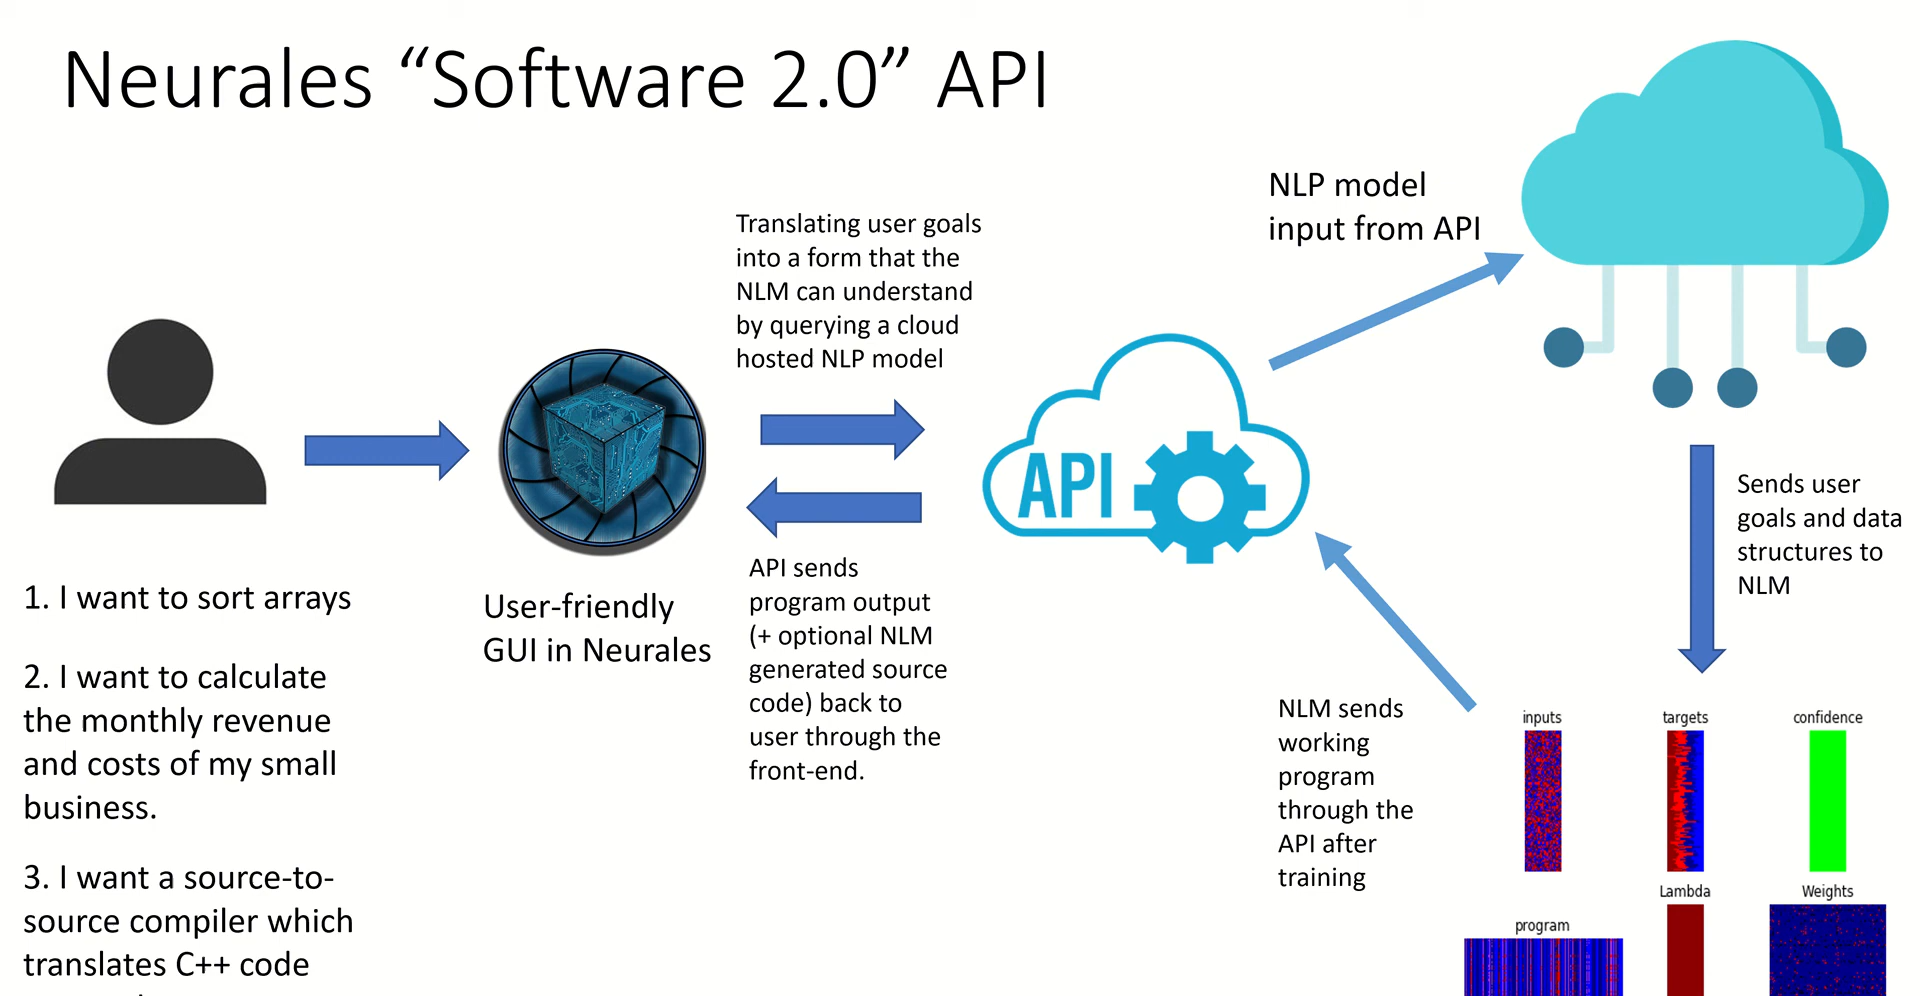 Neurales “Software 2.0” API
NLP model
input from API
Translating user goals
into a form that the
NLM can understand
by querying a cloud
hosted NLP model
API
Sends user
goals and data
structures to
NLM
API sends
program output
(+ optional NLM
generated source
code) back to
user through the
front-end.
User-friendly
GUI in Neurales
1. I want to sort arrays
2. I want to calculate
the monthly revenue
and costs of my small
business.
3. I want a source-to-
source compiler which
translates C++ code
NLM sends
working
program
through the
API after
training
inputs
targets
confidence
Lambda
Weights
program